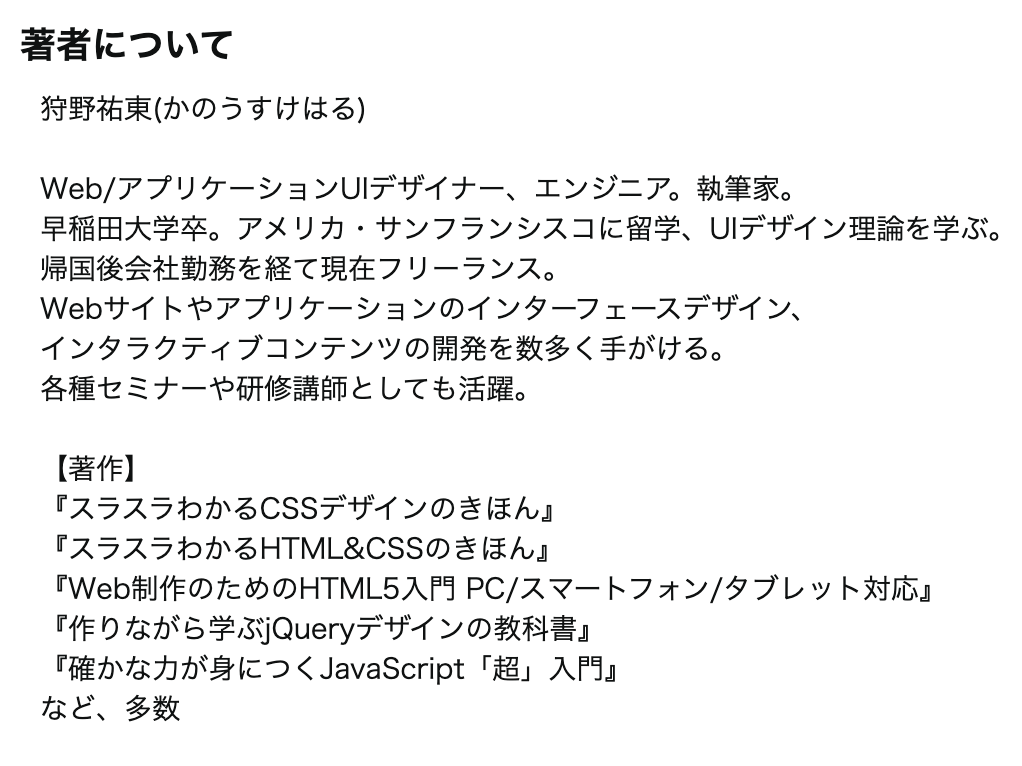 著者について
狩野祐東(かのうすけはる)
Web/アプリケーションUIデザイナー、エンジニア。執筆家。
早稲田大学卒。アメリカ・サンフランシスコに留学、UIデザイン理論を学ぶ。
帰国後会社勤務を経て現在フリーランス。
Webサイトやアプリケーションのインターフェースデザイン、
インタラクティブコンテンツの開発を数多く手がける。
各種セミナーや研修講師としても活躍。
【著作】
『スラスラわかるCSSデザインのきほん』
『スラスラわかるHTML&CSSのきほん』
『Web制作のためのHTML5入門 PC/スマートフォン/タブレット対応』
『作りながら学ぶjQueryデザインの教科書』
『確かな力が身につくJavaScript「超」入門』
など、多数